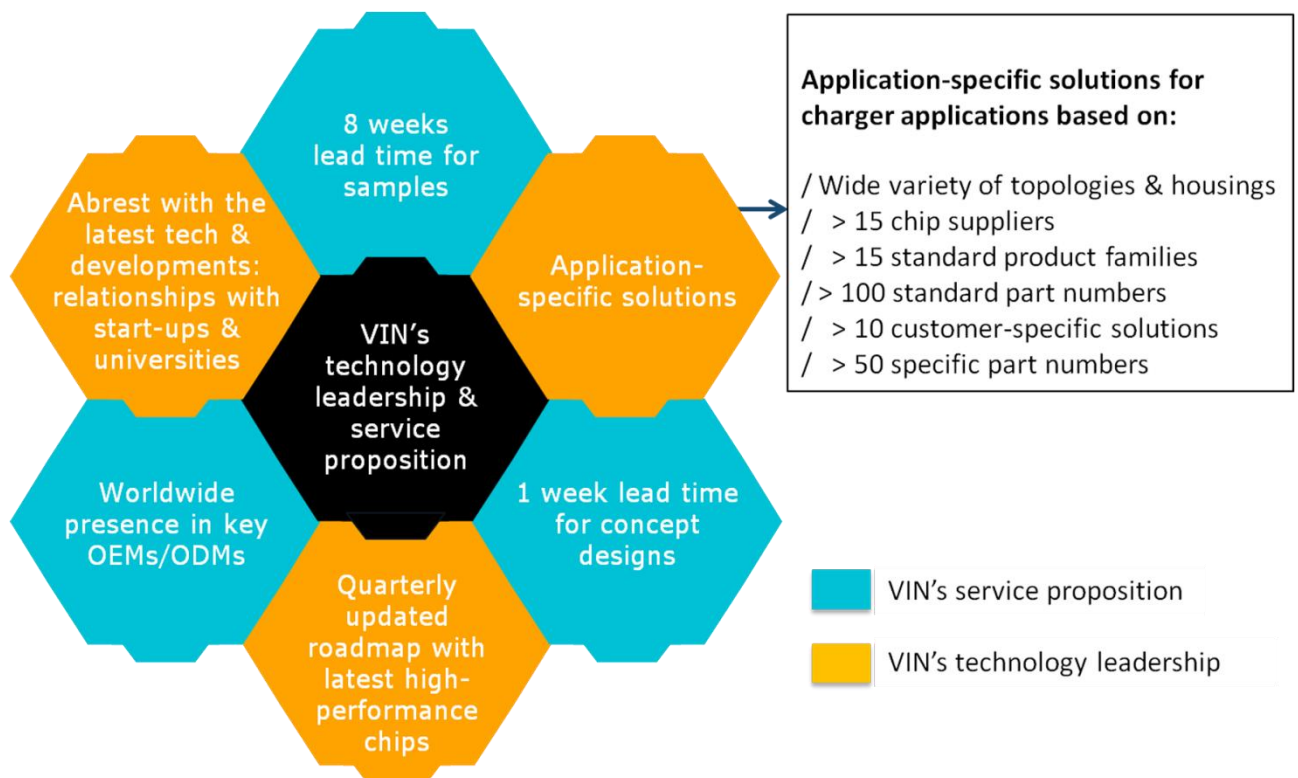 8 weeks
lead time for
samples
Abrest with the
latest tech &
developments:
relationships with
start-ups &
universities
Application-
specific solutions
VIN’s
technology
leadership &
service
proposition
Worldwide
presence in key
OEMs/ODMs
1 week lead time
for concept
designs
Quarterly
updated
roadmap with
latest high-
performance
chips
Application-specific solutions for
charger applications based on:
/ Wide variety of topologies & housings
/ > 15 chip suppliers
/ > 15 standard product families
/ > 100 standard part numbers
/ > 10 customer-specific solutions
/ > 50 specific part numbers
VIN’s service proposition
VIN’s technology leadership